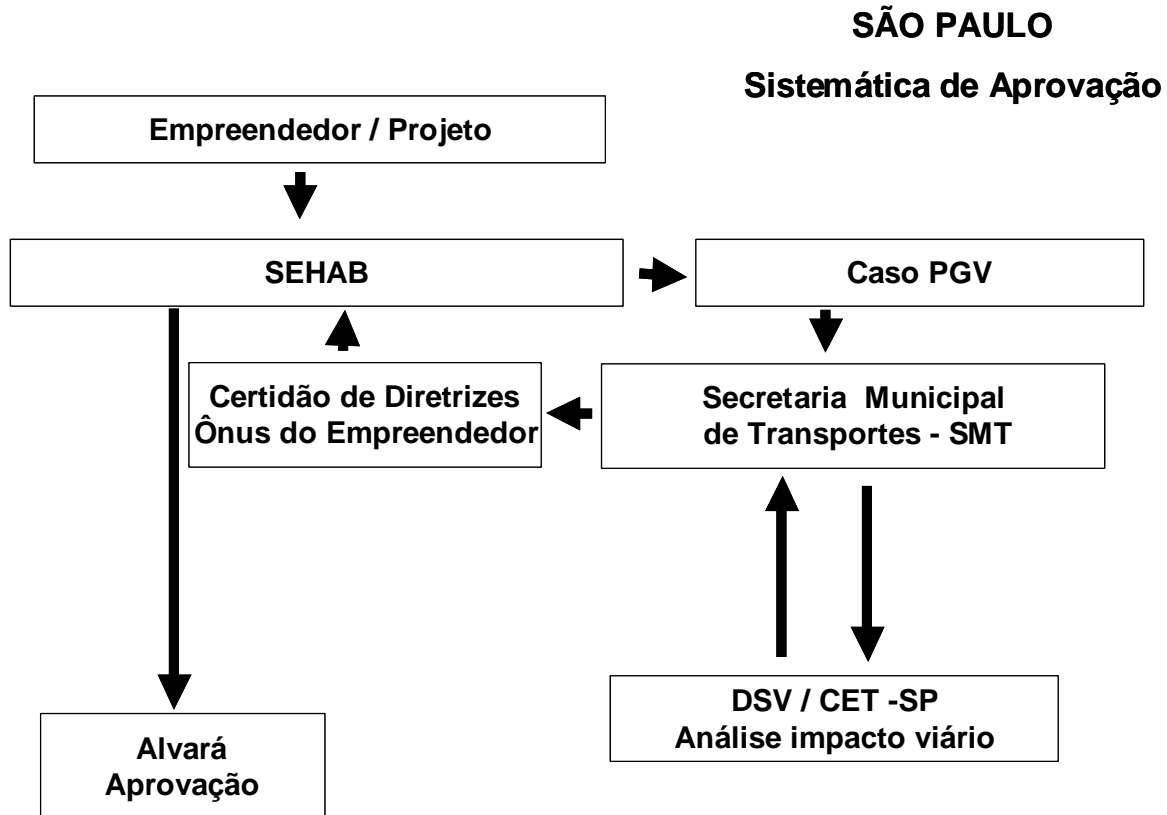 SÃO PAULO
Sistemática de Aprovação
Empreendedor / Projeto
SEHAB
Caso PGV
Certidão de Diretrizes
Ônus do Empreendedor
Secretaria Municipal
de Transportes - SMT
DSV / CET -SP
Análise impacto viário
Alvará
Aprovação